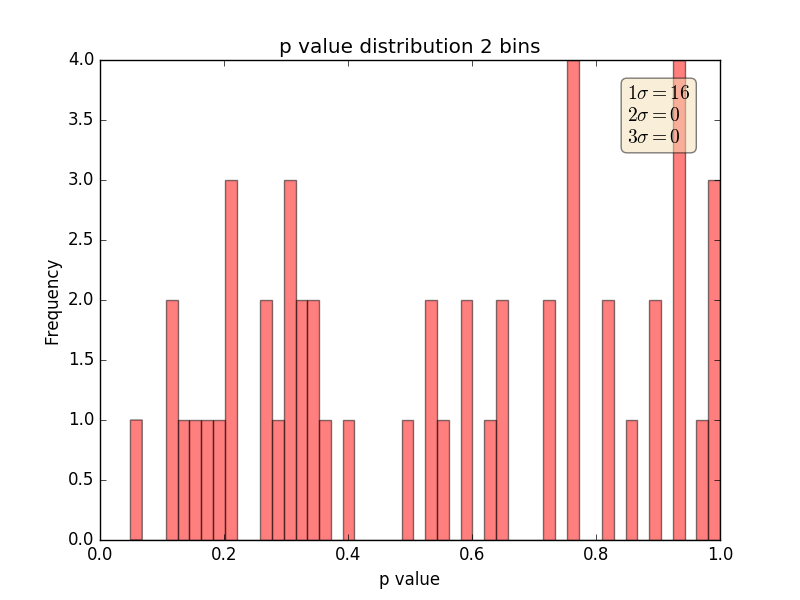 p value distribution 2 bins
4.0
3.5
3.0
2.5
2.0
1.5
1.0
0.5
0.0
Frequency
1σ = 16
2σ = 0
3σ = 0
0.0 0.2 0.4 0.6 0.8 1.0
p value